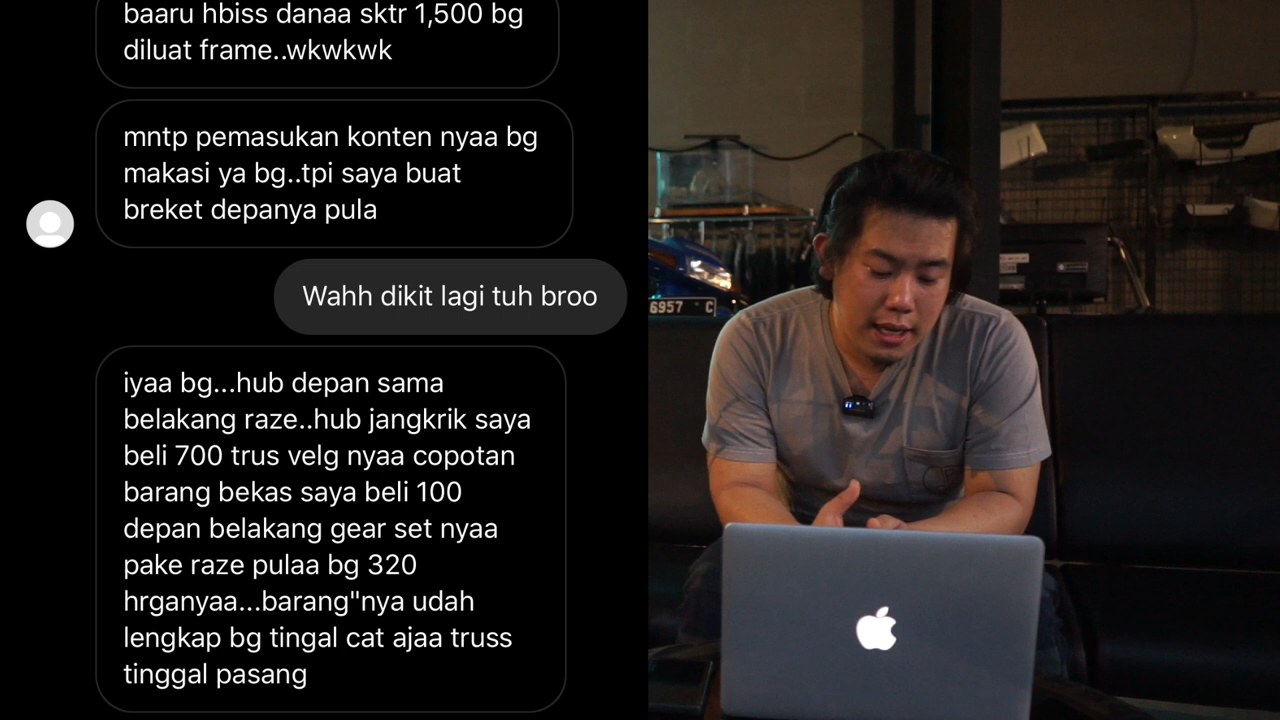 baaru hbiss danaa sktr 1,500 bg
diluat frame..wkwkwk
mntp pemasukan konten nyaa bg
makasi ya bg..tpi saya buat
breket depanya pula
Wahh dikit lagi tuh broo
iyaa bg...hub depan sama
belakang raze..hub jangkrik saya
beli 700 trus velg nyaa copotan
barang bekas saya beli 100
depan belakang gear set nyaa
pake raze pulaa bg 320
hrganyaa...barang"nya udah
lengkap bg tingal cat ajaa truss
tinggal pasang
6957 C